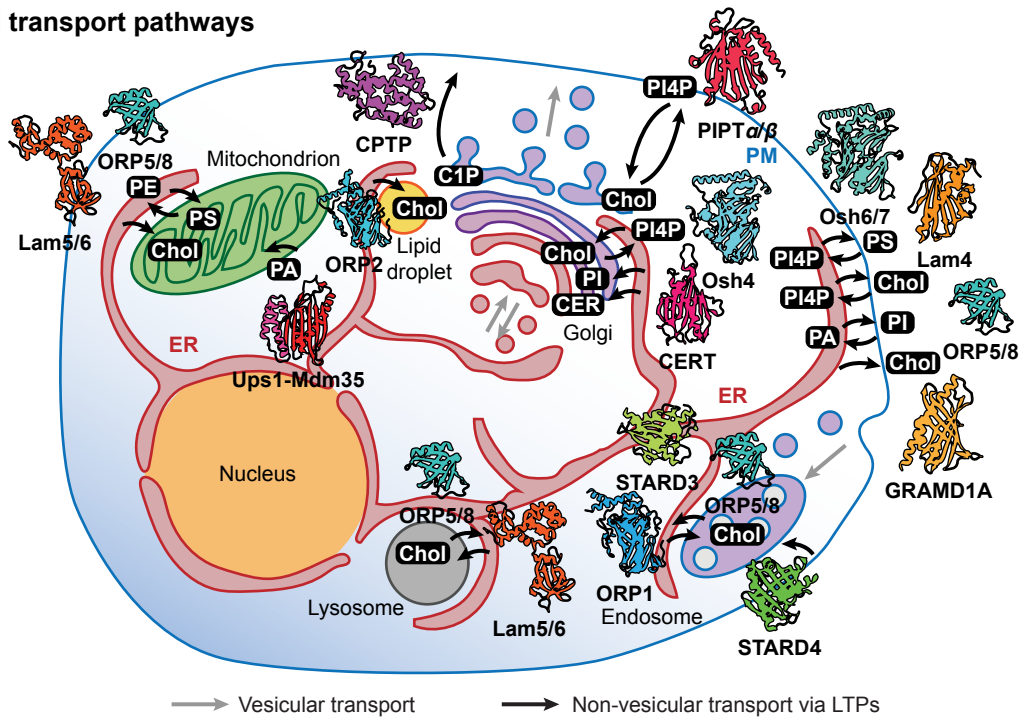 transport pathways
PI4P
PIPTα/β
PM
CPTP
ORP5/8
Mitochondrion
PE
C1P
PS
Chol
Chol
Chol
Lam5/6
Osh6/7
PI4P
PS
Lam4
Chol
PI4P
Lipid
droplet
ORP2
PA
PI
CER
Golgi
Osh4
PI4P
Chol
PI4P
PI
PA
ORP5/8
Chol
CERT
ER
Ups1-Mdm35
ER
GRAMD1A
Nucleus
STARD3
ORP5/8
ORP5/8
Chol
Chol
Lysosome
ORP1
Endosome
Lam5/6
STARD4
Vesicular transport
Non-vesicular transport via LTPs